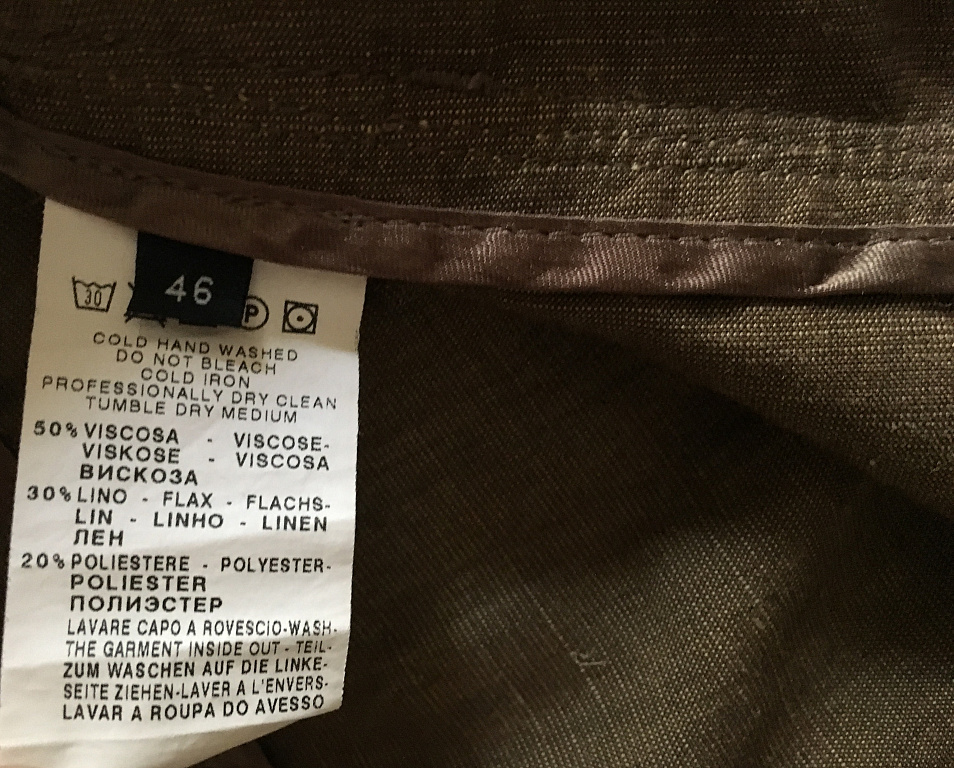 46
30 P
COLD HAND WASHED
DO NOT BLEACH
COLD IRON
PROFESSIONALLY DRY CLEAN
TUMBLE DRY MEDIUM
50% VISCOSA - VISCOSE-
VISKOSE - VISCOSA
ВИСКОЗА
30% LINO - FLAX - FLACHS-
LIN - LINHO - LINEN
ЛЕН
20% POLIESTERE - POLYESTER-
POLIESTER
ПОЛИЭСТЕР
LAVARE CAPO A ROVESCIO-WASH-
THE GARMENT INSIDE OUT - TEIL-
ZUM WASCHEN AUF DIE LINKE-
SEITE ZIEHEN-LAVER A L'ENVERS-
LAVAR A ROUPA DO AVESSO